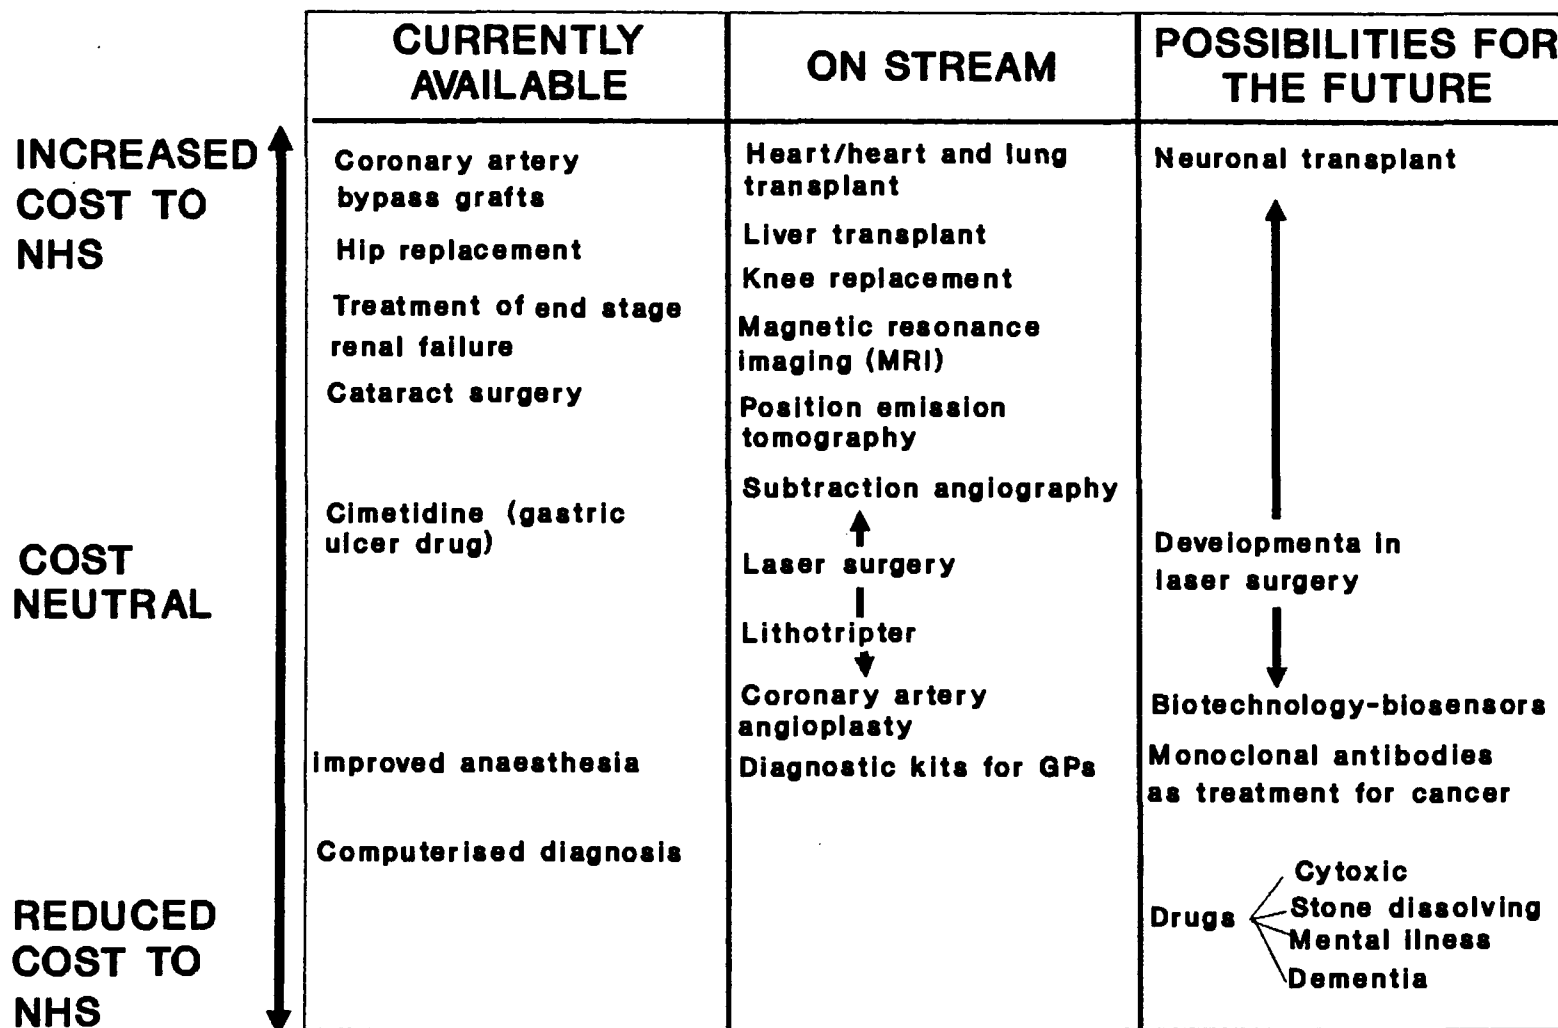 CURRENTLY
AVAILABLE
ON STREAM
POSSIBILITIES FOR
THE FUTURE
INCREASED
COST TO
NHS
COST
NEUTRAL
REDUCED
COST TO
NHS
Coronary artery
bypass grafts
Hip replacement
Treatment of end stage
renal failure
Cataract surgery
Cimetidine (gastric
ulcer drug)
improved anaesthesia
Computerised diagnosis
Heart/heart and lung
transplant
Liver transplant
Knee replacement
Magnetic resonance
imaging (MRI)
Position emission
tomography
Subtraction angiography
Laser surgery
Lithotripter
Coronary artery
angioplasty
Diagnostic kits for GPs
Neuronal transplant
Developmenta in
laser surgery
Biotechnology-biosensors
Monoclonal antibodies
as treatment for cancer
Drugs
Cytoxic
Stone dissolving
Mental ilness
Dementia